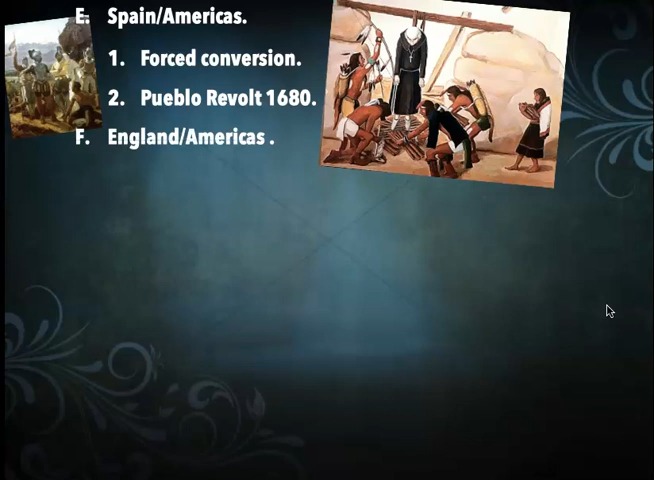 E. Spain/Americas.
1. Forced conversion.
2. Pueblo Revolt 1680.
F. England/Americas .